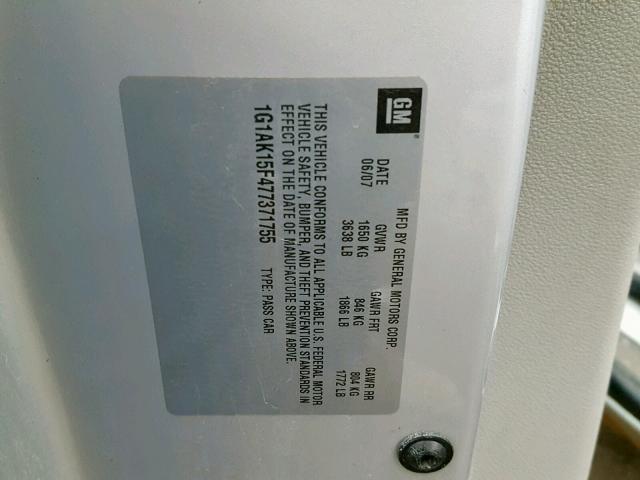 GM
MFD BY GENERAL MOTORS CORP.
DATE GVWR GAWR FRT GAWR RR
06/07 1650 KG 846 KG 804 KG
3638 LB 1866 LB 1772 LB
THIS VEHICLE CONFORMS TO ALL APPLICABLE U.S. FEDERAL MOTOR
VEHICLE SAFETY, BUMPER, AND THEFT PREVENTION STANDARDS IN
EFFECT ON THE DATE OF MANUFACTURE SHOWN ABOVE.
1G1AK15F477371755 TYPE: PASS CAR